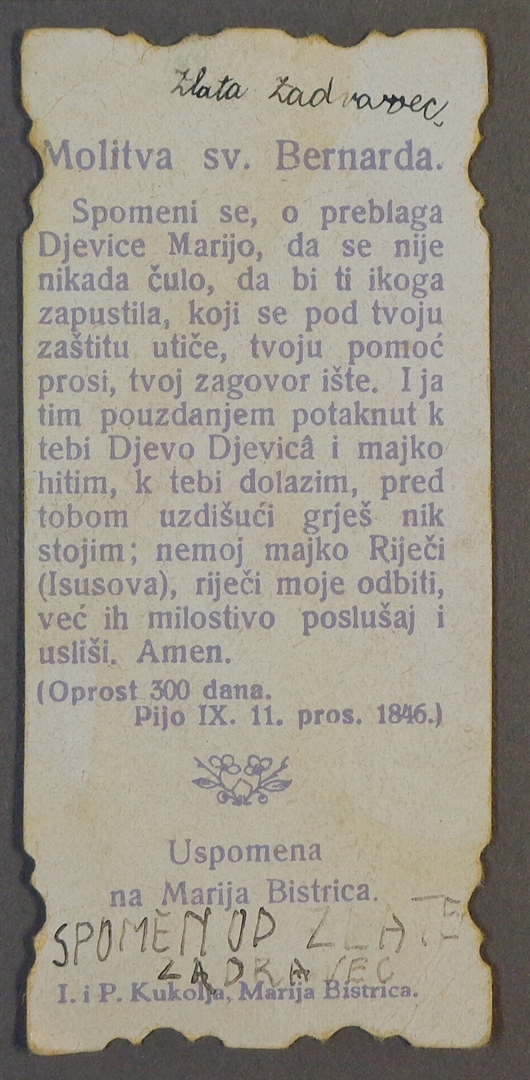 Zlata Zadravec
Molitva sv. Bernarda.
Spomeni se, o preblaga
Djevice Marijo, da se nije
nikada čulo, da bi ti ikoga
zapustila, koji se pod tvoju
zaštitu utiče, tvoju pomoć
prosi, tvoj zagovor ište. I ja
tim pouzdanjem potaknut k
tebi Djevo Djevicâ i majko
hitim, k tebi dolazim, pred
tobom uzdišući grješ nik
stojim; nemoj majko Riječi
(Isusova), riječi moje odbiti,
već ih milostivo poslušaj i
usliši. Amen.
(Oprost 300 dana.
Pijo IX. 11. pros. 1846.)
Uspomena
na Marija Bistrica.
SPOMEN OD ZLATE
ZADRAVEC
I. i P. Kukolja, Marija Bistrica.